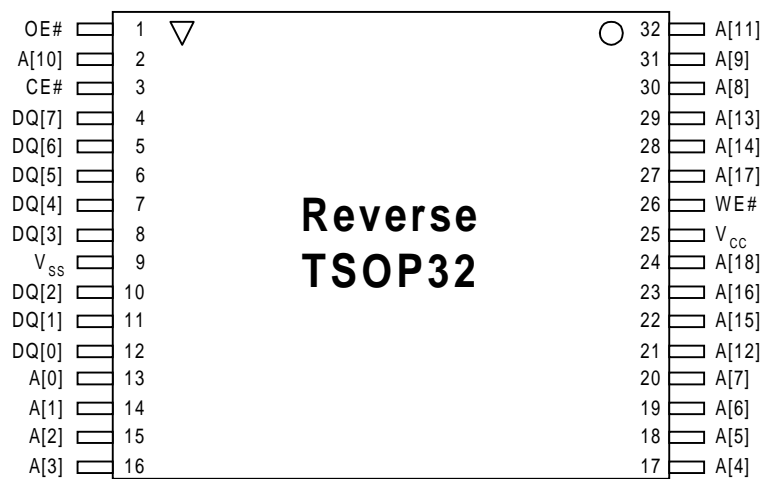 OE# 1 32 A[11]
A[10] 2 31 A[9]
CE# 3 30 A[8]
DQ[7] 4 29 A[13]
DQ[6] 5 28 A[14]
DQ[5] 6 27 A[17]
DQ[4] 7 26 WE#
DQ[3] 8 25 VCC
VSS 9 24 A[18]
DQ[2] 10 23 A[16]
DQ[1] 11 22 A[15]
DQ[0] 12 21 A[12]
A[0] 13 20 A[7]
A[1] 14 19 A[6]
A[2] 15 18 A[5]
A[3] 16 17 A[4]
Reverse
TSOP32